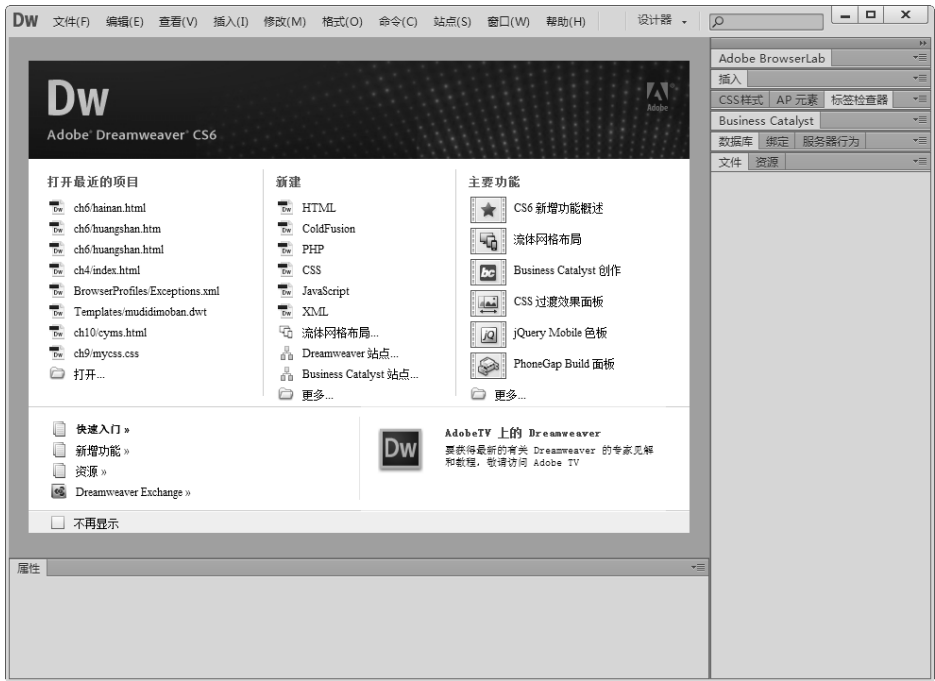 Dw 文件(F) 编辑(E) 查看(V) 插入(I) 修改(M) 格式(O) 命令(C) 站点(S) 窗口(W) 帮助(H) 设计器
Dw
Adobe® Dreamweaver® CS6
Adobe
打开最近的项目
ch6/hainan.html
ch6/huangshan.htm
ch6/huangshan.html
ch4/index.html
BrowserProfiles/Exceptions.xml
Templates/mudidimoban.dwt
ch10/cyms.html
ch9/mycss.css
打开...
新建
HTML
ColdFusion
PHP
CSS
JavaScript
XML
流体网格布局...
Dreamweaver 站点...
Business Catalyst 站点...
更多...
主要功能
CS6 新增功能概述
流体网格布局
Business Catalyst 创作
CSS 过渡效果面板
jQuery Mobile 色板
PhoneGap Build 面板
更多...
快速入门 »
新增功能 »
资源 »
Dreamweaver Exchange »
Dw
AdobeTV 上的 Dreamweaver
要获得最新的有关 Dreamweaver 的专家见解
和教程，敬请访问 Adobe TV
不再显示
属性
Adobe BrowserLab
插入
CSS样式 AP 元素 标签检查器
Business Catalyst
数据库 绑定 服务器行为
文件 资源